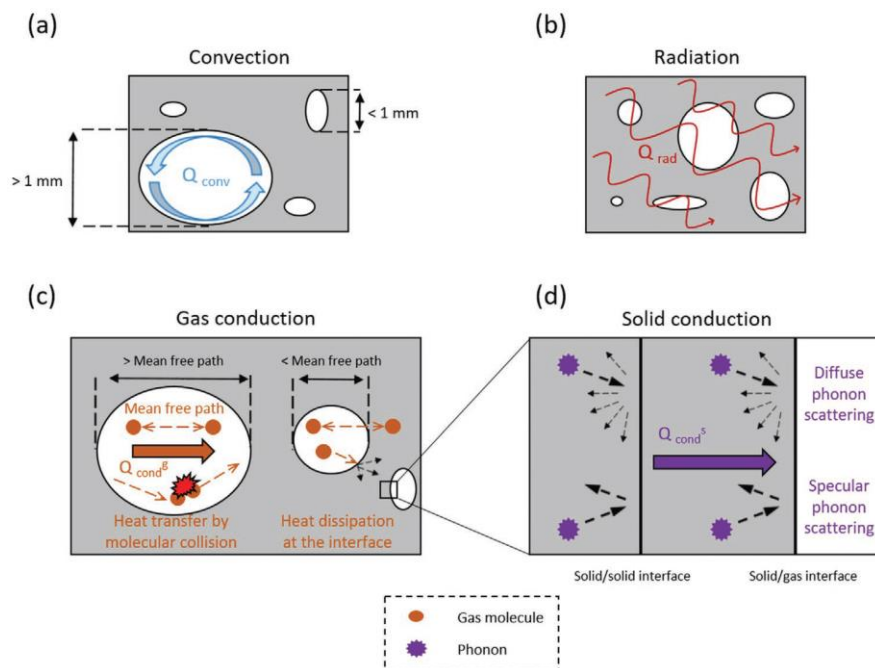 (a)
Convection
< 1 mm
> 1 mm
Q conv
(b)
Radiation
Q rad
(c)
Gas conduction
> Mean free path
< Mean free path
Mean free path
Q cond g
Heat transfer by
molecular collision
Heat dissipation
at the interface
(d)
Solid conduction
Diffuse
phonon
scattering
Q cond s
Specular
phonon
scattering
Solid/solid interface
Solid/gas interface
Gas molecule
Phonon